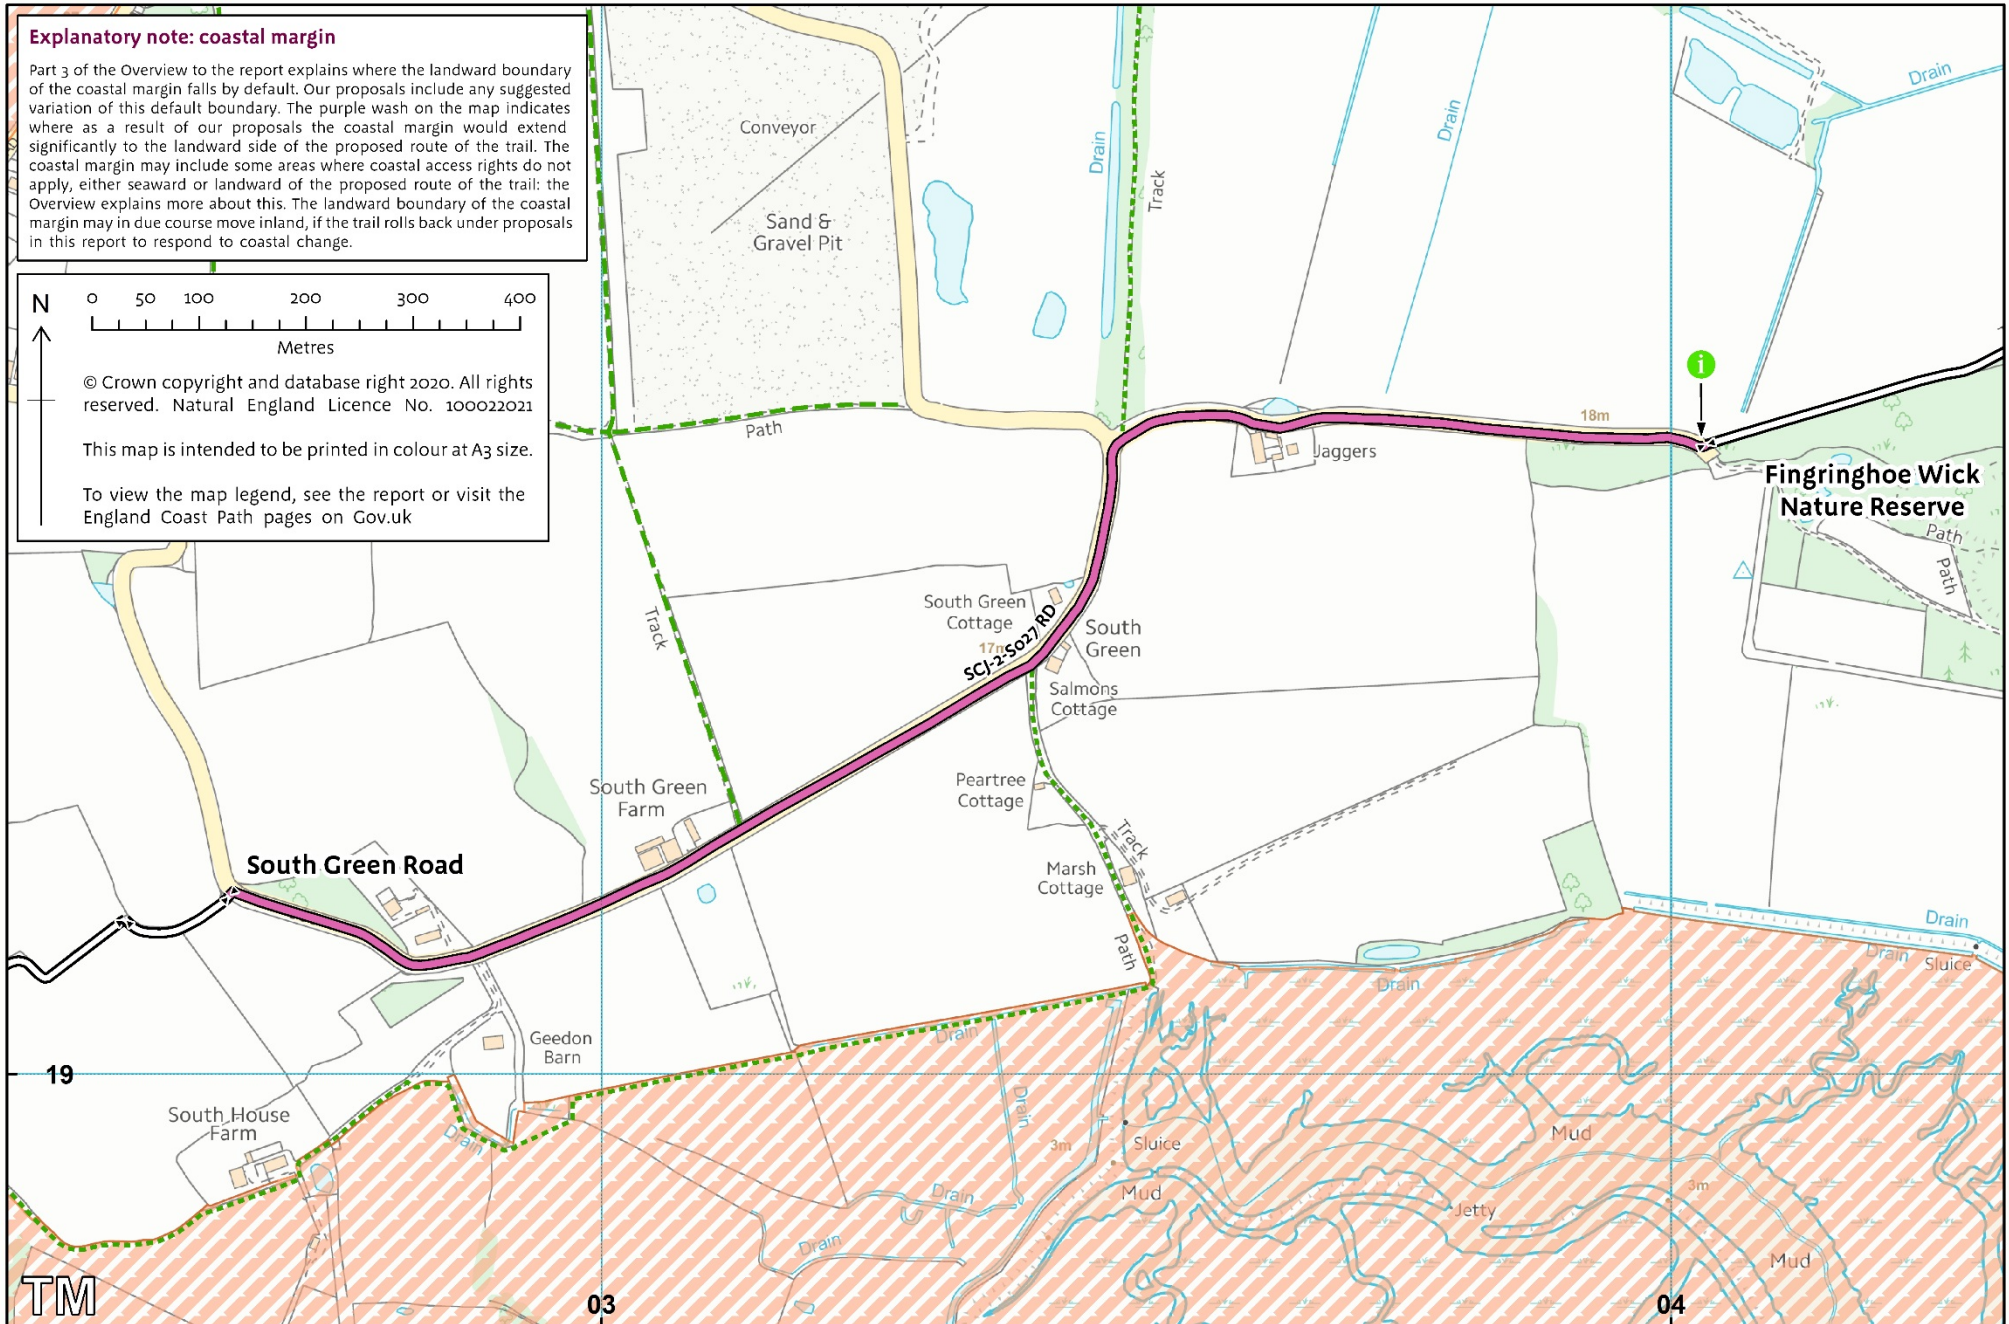 Explanatory note: coastal margin
Part 3 of the Overview to the report explains where the landward boundary
of the coastal margin falls by default. Our proposals include any suggested
variation of this default boundary. The purple wash on the map indicates
where as a result of our proposals the coastal margin would extend
significantly to the landward side of the proposed route of the trail. The
coastal margin may include some areas where coastal access rights do not
apply, either seaward or landward of the proposed route of the trail: the
Overview explains more about this. The landward boundary of the coastal
margin may in due course move inland, if the trail rolls back under proposals
in this report to respond to coastal change.
N
0 50 100 200 300 400
Metres
© Crown copyright and database right 2020. All rights
reserved. Natural England Licence No. 100022021
This map is intended to be printed in colour at A3 size.
To view the map legend, see the report or visit the
England Coast Path pages on Gov.uk
Conveyor
Sand &
Gravel Pit
Drain
Track
Drain
Drain
Path
i
18m
Jaggers
Fingringhoe Wick
Nature Reserve
Path
Path
Track
South Green
Cottage
17m
SCJ-2-S027 RD
South
Green
Salmons
Cottage
South Green
Farm
Peartree
Cottage
Track
Marsh
Cottage
Path
South Green Road
Drain
Drain
Sluice
Drain
Drain
Geedon
Barn
19
South House
Farm
Drain
Drain
3m
Sluice
Mud
Mud
Drain
Drain
Jetty
3m
Mud
TM
03
04